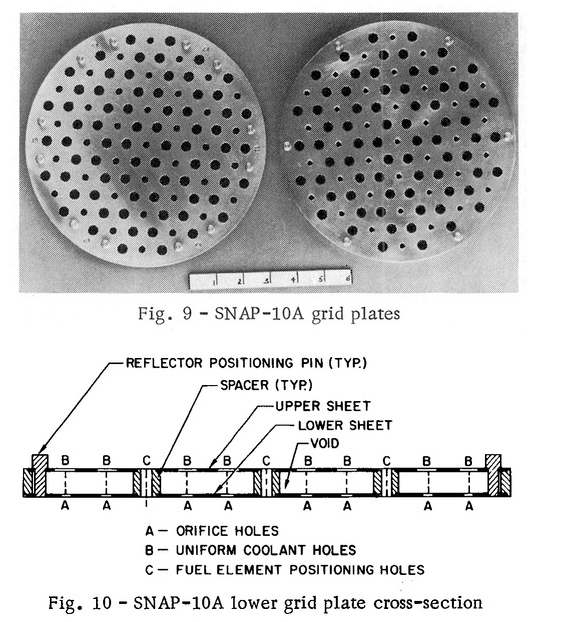 1 2 3 4 5 6
Fig. 9 - SNAP-10A grid plates
REFLECTOR POSITIONING PIN (TYP.)
SPACER (TYP.)
UPPER SHEET
LOWER SHEET
VOID
B B C B B C B B C B B
A A A A A A A A
A - ORIFICE HOLES
B - UNIFORM COOLANT HOLES
C - FUEL ELEMENT POSITIONING HOLES
Fig. 10 - SNAP-10A lower grid plate cross-section